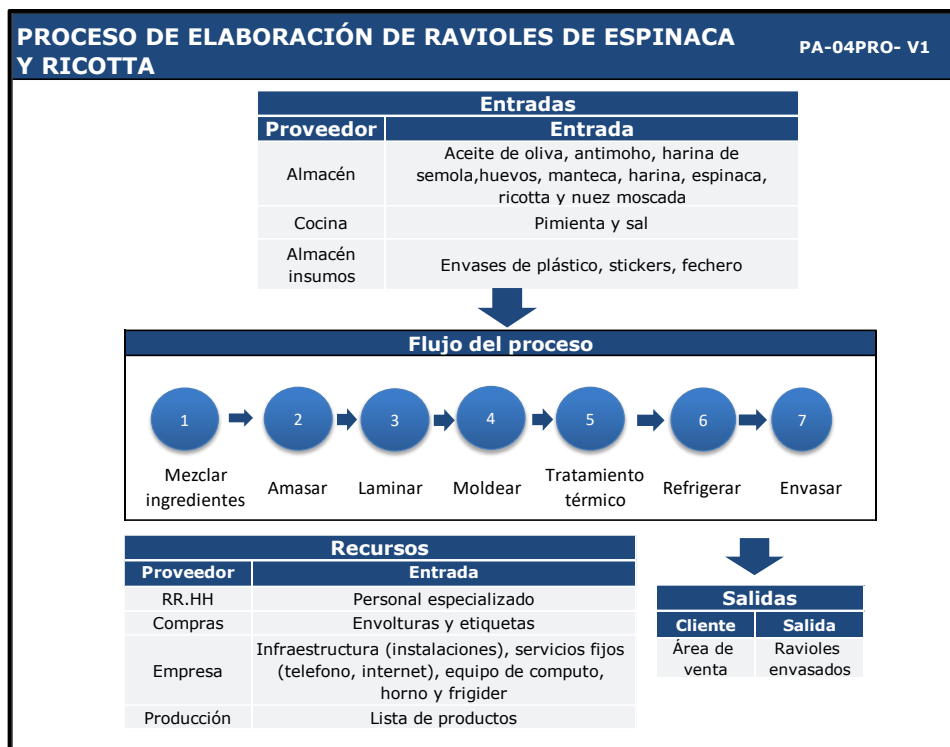 PROCESO DE ELABORACIÓN DE RAVIOLES DE ESPINACA
Y RICOTTA
PA-04PRO- V1
Entradas
Proveedor Entrada
Almacén
Aceite de oliva, antimoho, harina de
semola,huevos, manteca, harina, espinaca,
ricotta y nuez moscada
Cocina Pimienta y sal
Almacén
insumos
Envases de plástico, stickers, fechero
Flujo del proceso
1 2 3 4 5 6 7
Mezclar
ingredientes
Amasar
Laminar
Moldear
Tratamiento
térmico
Refrigerar
Envasar
Recursos
Proveedor Entrada
RR.HH Personal especializado
Compras Envolturas y etiquetas
Empresa
Infraestructura (instalaciones), servicios fijos
(telefono, internet), equipo de computo,
horno y frigider
Producción Lista de productos
Salidas
Cliente Salida
Área de
venta
Ravioles
envasados